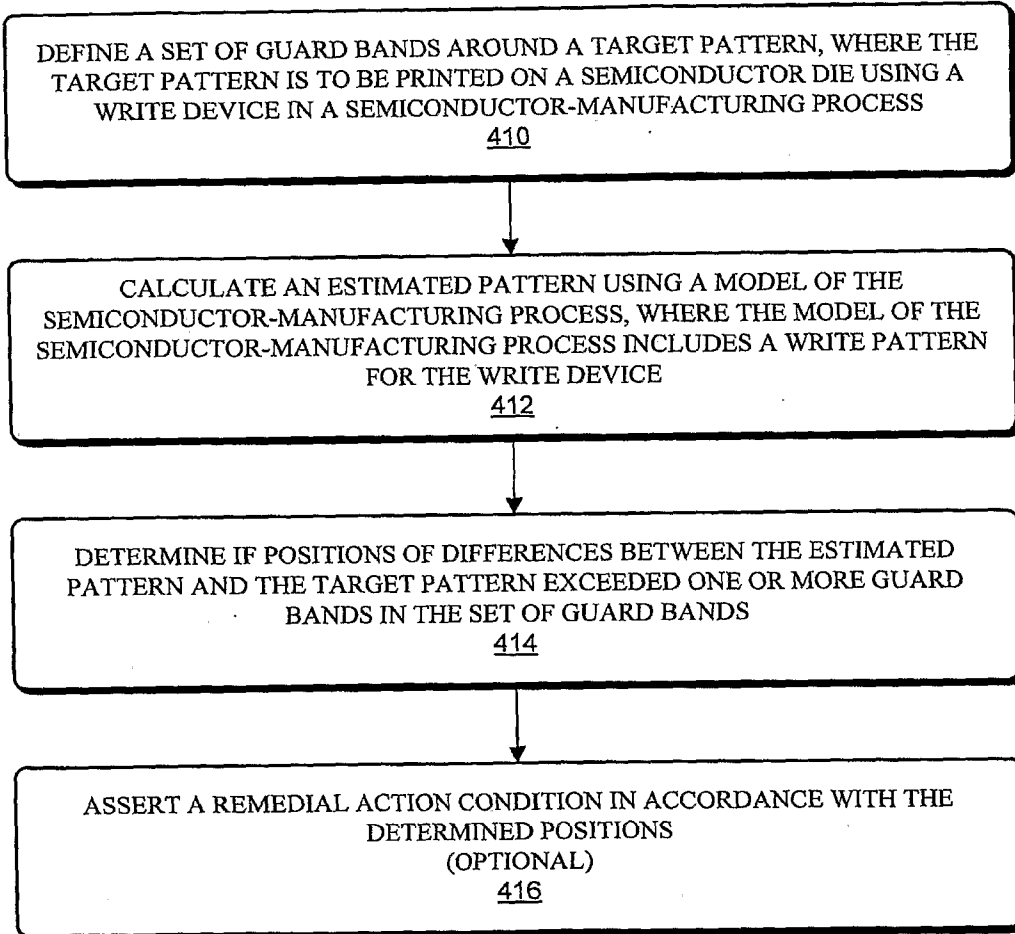 DEFINE A SET OF GUARD BANDS AROUND A TARGET PATTERN, WHERE THE
TARGET PATTERN IS TO BE PRINTED ON A SEMICONDUCTOR DIE USING A
WRITE DEVICE IN A SEMICONDUCTOR-MANUFACTURING PROCESS
410
CALCULATE AN ESTIMATED PATTERN USING A MODEL OF THE
SEMICONDUCTOR-MANUFACTURING PROCESS, WHERE THE MODEL OF THE
SEMICONDUCTOR-MANUFACTURING PROCESS INCLUDES A WRITE PATTERN
FOR THE WRITE DEVICE
412
DETERMINE IF POSITIONS OF DIFFERENCES BETWEEN THE ESTIMATED
PATTERN AND THE TARGET PATTERN EXCEEDED ONE OR MORE GUARD
BANDS IN THE SET OF GUARD BANDS
414
ASSERT A REMEDIAL ACTION CONDITION IN ACCORDANCE WITH THE
DETERMINED POSITIONS
(OPTIONAL)
416